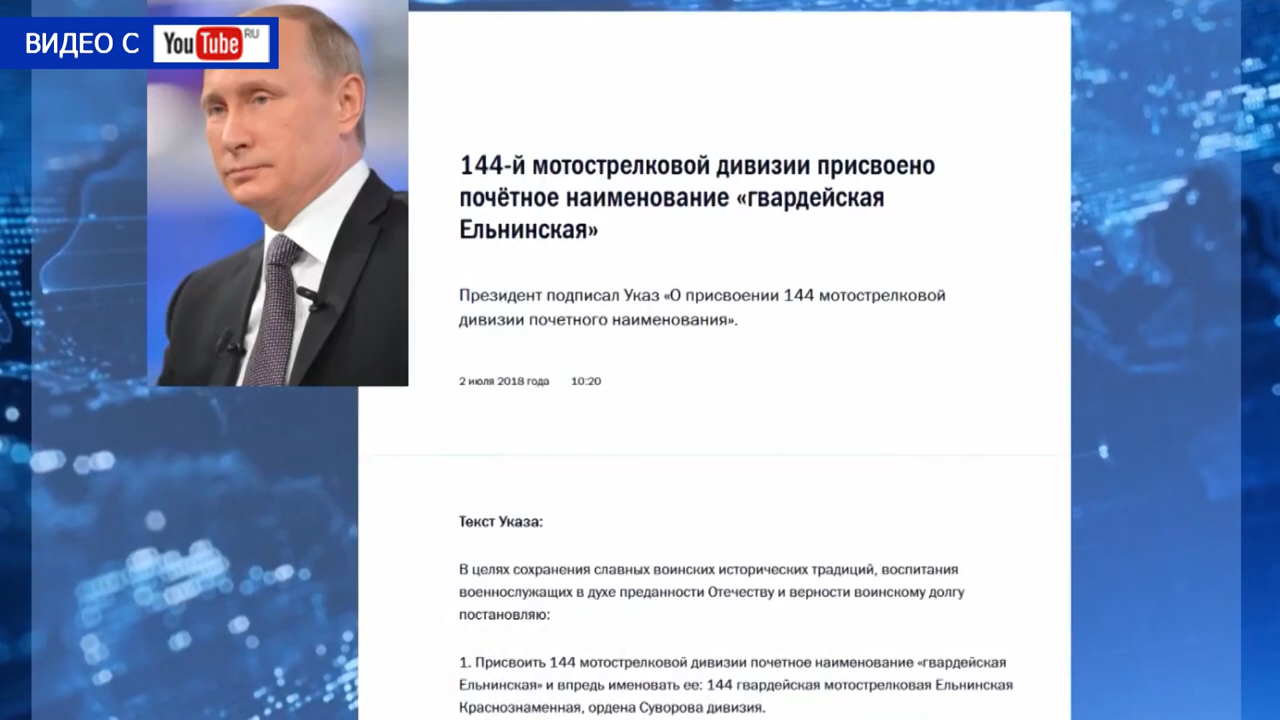 ВИДЕО С YouTube RU
144-й мотострелковой дивизии присвоено
почётное наименование «гвардейская
Ельнинская»
Президент подписал Указ «О присвоении 144 мотострелковой
дивизии почетного наименования».
2 июля 2018 года 10:20
Текст Указа:
В целях сохранения славных воинских исторических традиций, воспитания
военнослужащих в духе преданности Отечеству и верности воинскому долгу
постановляю:
1. Присвоить 144 мотострелковой дивизии почетное наименование «гвардейская
Ельнинская» и впредь именовать ее: 144 гвардейская мотострелковая Ельнинская
Краснознаменная, ордена Суворова дивизия.